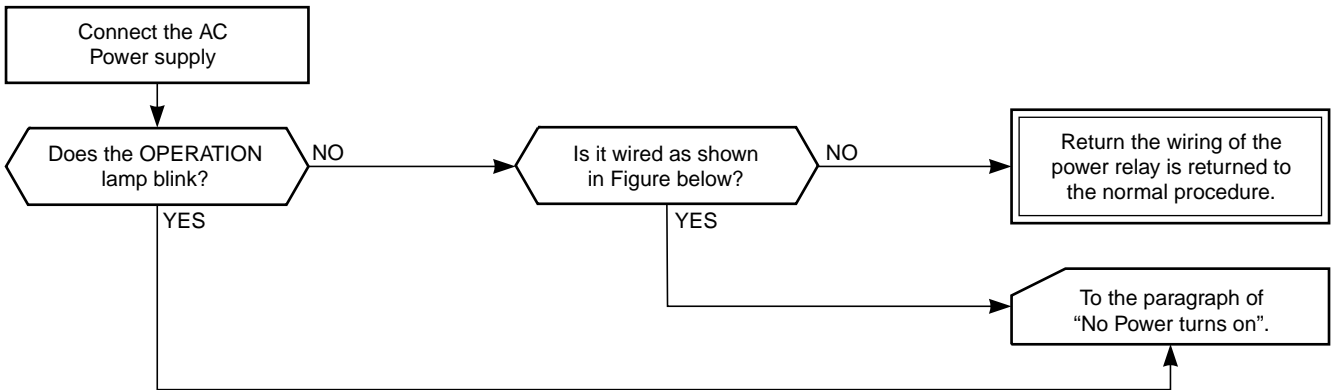 Connect the AC
Power supply
Does the OPERATION
lamp blink?
NO
YES
Is it wired as shown
in Figure below?
NO
YES
Return the wiring of the
power relay is returned to
the normal procedure.
To the paragraph of
“No Power turns on”.